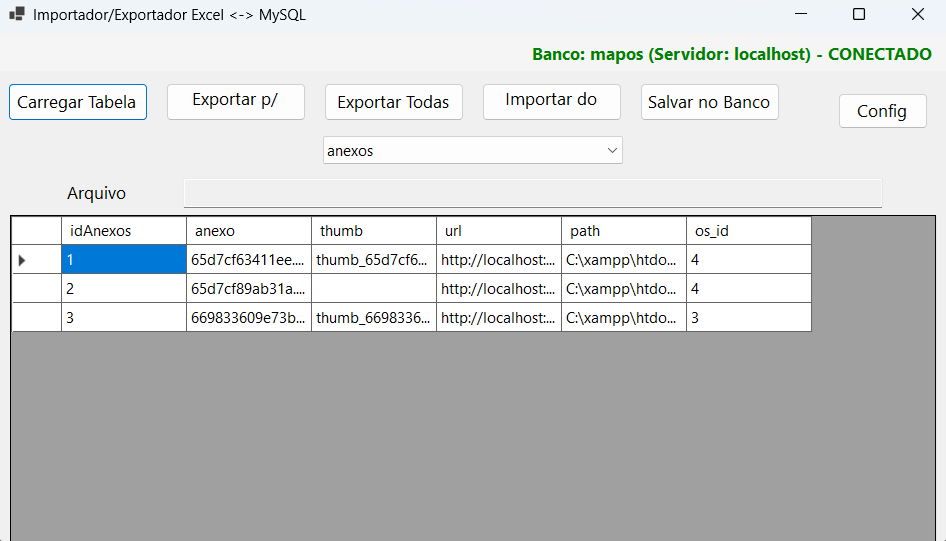 Importador/Exportador Excel <-> MySQL
Banco: mapos (Servidor: localhost) - CONECTADO
Carregar Tabela Exportar p/ Exportar Todas Importar do Salvar no Banco Config
anexos
Arquivo
idAnexos anexo thumb url path os_id
1 65d7cf63411ee.... thumb_65d7cf6... http://localhost:... C:\xampp\htdo... 4
2 65d7cf89ab31a.... http://localhost:... C:\xampp\htdo... 4
3 669833609e73b... thumb_6698336... http://localhost:... C:\xampp\htdo... 3